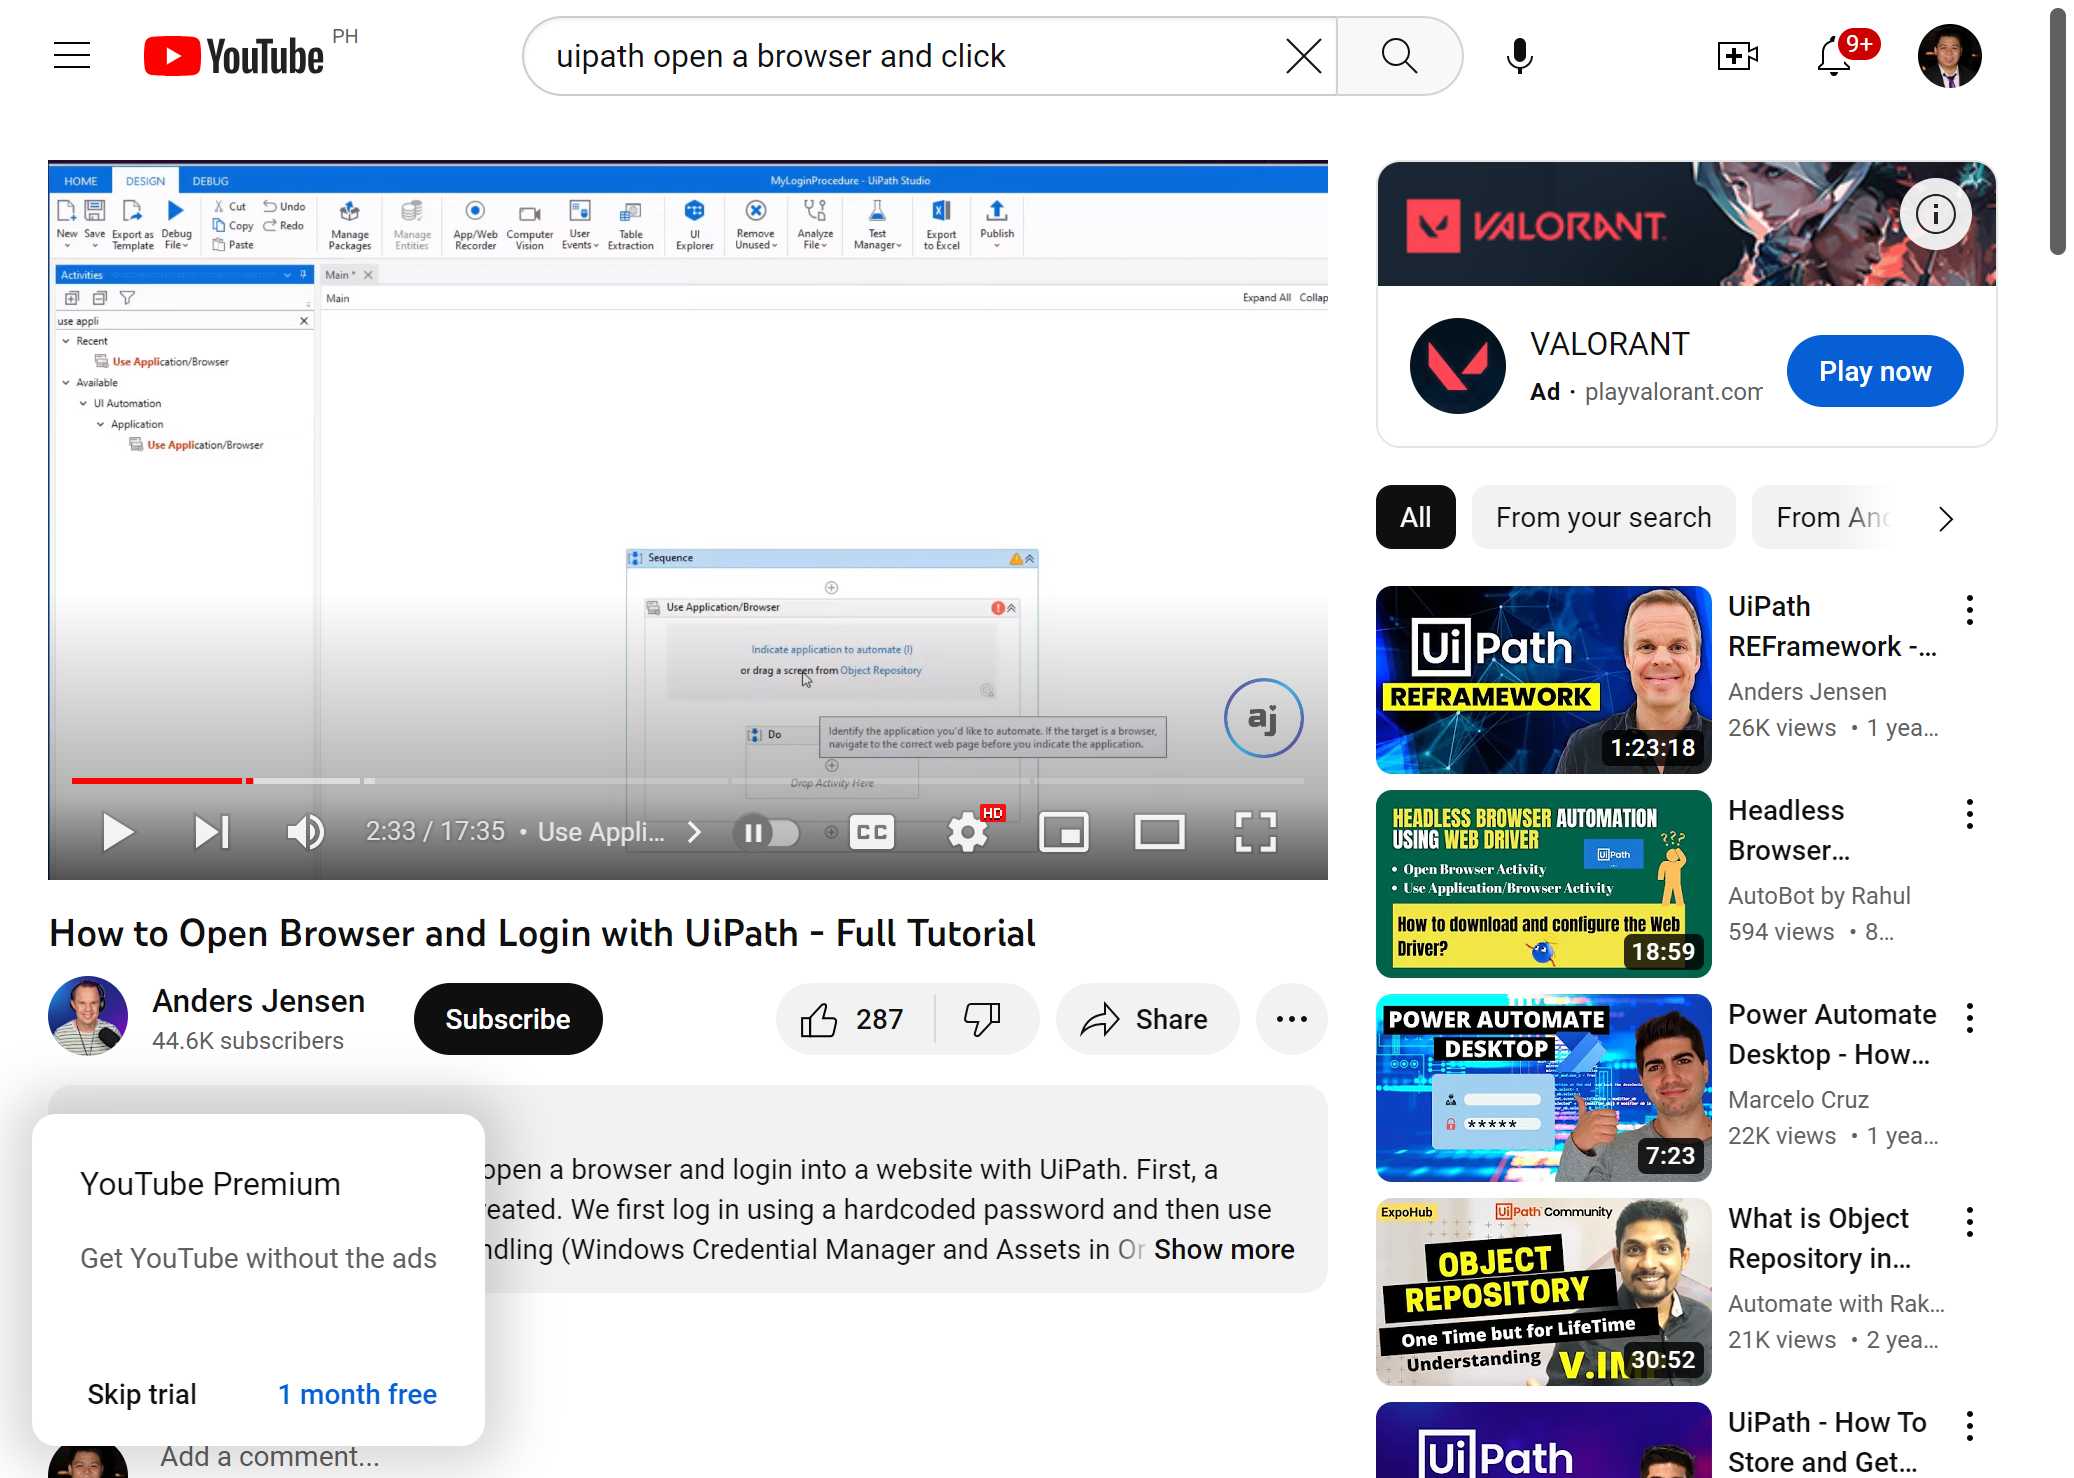 YouTube PH
uipath open a browser and click
9+
HOME DESIGN DEBUG
MyLoginProcedure - UiPath Studio
New Save Export as Template Debug File
Cut Copy Paste
Undo Redo
Manage Packages
Manage Entities
App/Web Recorder
Computer Vision
User Events
Table Extraction
UI Explorer
Remove Unused
Analyze File
Test Manager
Export to Excel
Publish
Activities
use appli
Recent
Use Application/Browser
Available
UI Automation
Application
Use Application/Browser
Main *
Main
Expand All Collap
Sequence
Use Application/Browser
Indicate application to automate (I)
or drag a screen from Object Repository
Do
Identify the application you'd like to automate. If the target is a browser,
navigate to the correct web page before you indicate the application.
Drop Activity Here
aj
2:33 / 17:35 • Use Appli...
CC
HD
How to Open Browser and Login with UiPath - Full Tutorial
Anders Jensen
44.6K subscribers
Subscribe
287
Share
open a browser and login into a website with UiPath. First, a
eated. We first log in using a hardcoded password and then use
ndling (Windows Credential Manager and Assets in Or Show more
YouTube Premium
Get YouTube without the ads
Skip trial
1 month free
Add a comment...
VALORANT
VALORANT
Ad · playvalorant.com
Play now
All
From your search
From And
UiPath
REFRAMEWORK
1:23:18
UiPath
REFramework -...
Anders Jensen
26K views • 1 yea...
HEADLESS BROWSER AUTOMATION
USING WEB DRIVER
• Open Browser Activity
• Use Application/Browser Activity
UiPath
???
How to download and configure the Web
Driver?
18:59
Headless
Browser...
AutoBot by Rahul
594 views • 8...
POWER AUTOMATE
DESKTOP
*****
7:23
Power Automate
Desktop - How...
Marcelo Cruz
22K views • 1 yea...
ExpoHub
UiPath Community
OBJECT
REPOSITORY
One Time but for LifeTime
Understanding
V.IM
30:52
What is Object
Repository in...
Automate with Rak...
21K views • 2 yea...
UiPath
UiPath - How To
Store and Get...